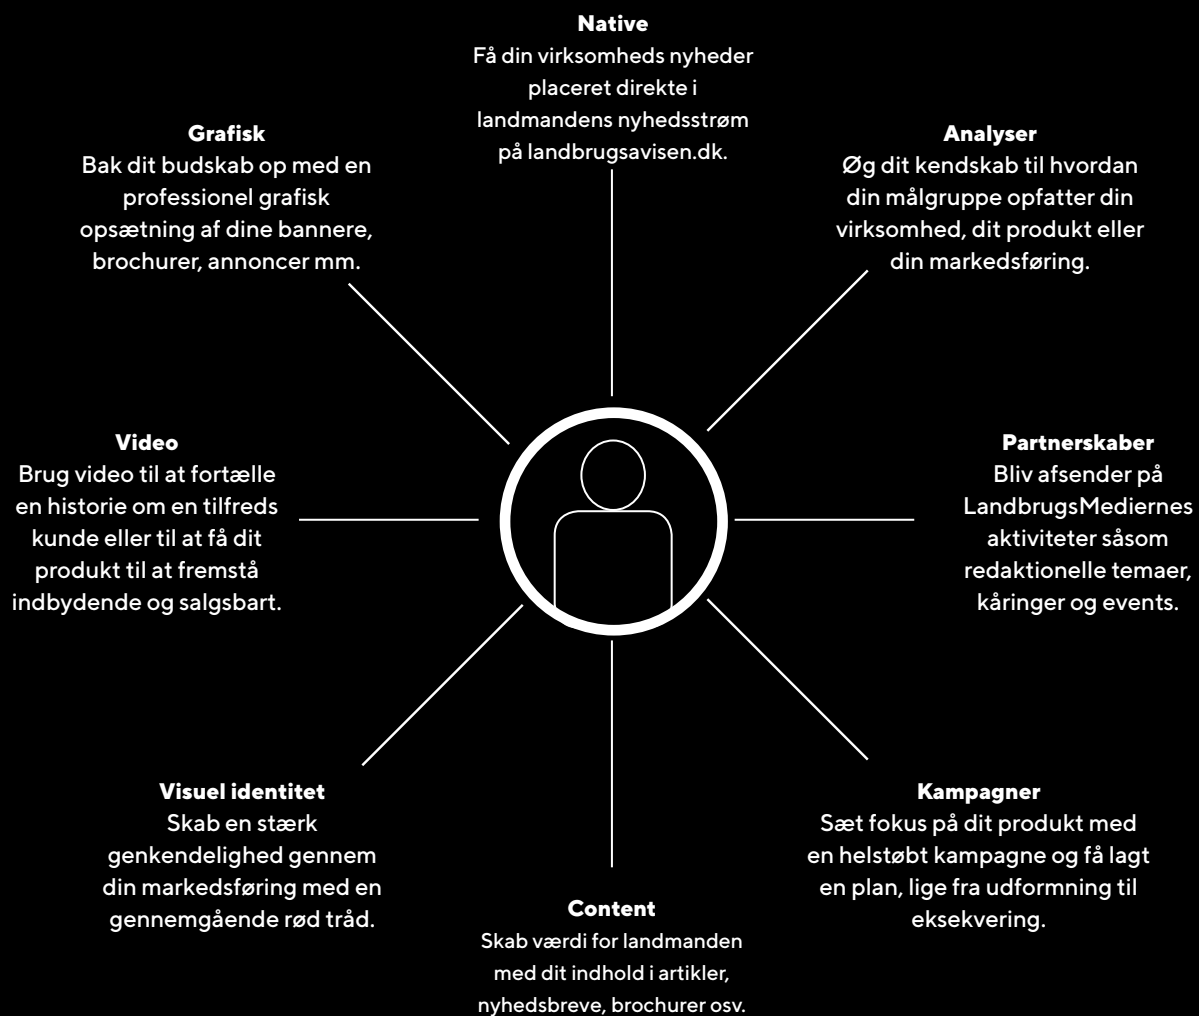 Native
Få din virksomheds nyheder
placeret direkte i
landmandens nyhedsstrøm
på landbrugsavisen.dk.
Grafisk
Bak dit budskab op med en
professionel grafisk
opsætning af dine bannere,
brochurer, annoncer mm.
Analyser
Øg dit kendskab til hvordan
din målgruppe opfatter din
virksomhed, dit produkt eller
din markedsføring.
Video
Brug video til at fortælle
en historie om en tilfreds
kunde eller til at få dit
produkt til at fremstå
indbydende og salgsbart.
Partnerskaber
Bliv afsender på
LandbrugsMediernes
aktiviteter såsom
redaktionelle temaer,
kåringer og events.
Visuel identitet
Skab en stærk
genkendelighed gennem
din markedsføring med en
gennemgående rød tråd.
Kampagner
Sæt fokus på dit produkt med
en helstøbt kampagne og få lagt
en plan, lige fra udformning til
eksekvering.
Content
Skab værdi for landmanden
med dit indhold i artikler,
nyhedsbreve, brochurer osv.